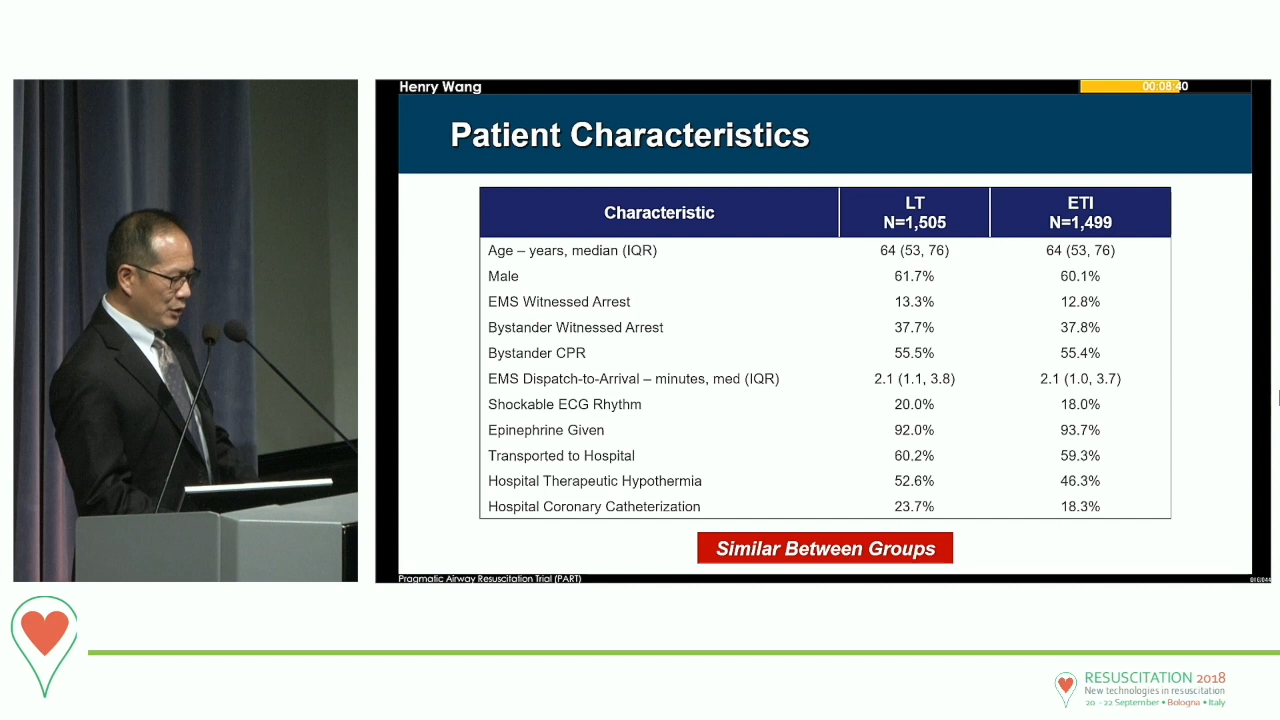 Henry Wang
00:08:40
Patient Characteristics
Characteristic
LT
N=1,505
ETI
N=1,499
Age – years, median (IQR) 64 (53, 76) 64 (53, 76)
Male 61.7% 60.1%
EMS Witnessed Arrest 13.3% 12.8%
Bystander Witnessed Arrest 37.7% 37.8%
Bystander CPR 55.5% 55.4%
EMS Dispatch-to-Arrival – minutes, med (IQR) 2.1 (1.1, 3.8) 2.1 (1.0, 3.7)
Shockable ECG Rhythm 20.0% 18.0%
Epinephrine Given 92.0% 93.7%
Transported to Hospital 60.2% 59.3%
Hospital Therapeutic Hypothermia 52.6% 46.3%
Hospital Coronary Catheterization 23.7% 18.3%
Similar Between Groups
Pragmatic Airway Resuscitation Trial (PART)
RESUSCITATION 2018
New technologies in resuscitation
20 - 22 September • Bologna • Italy